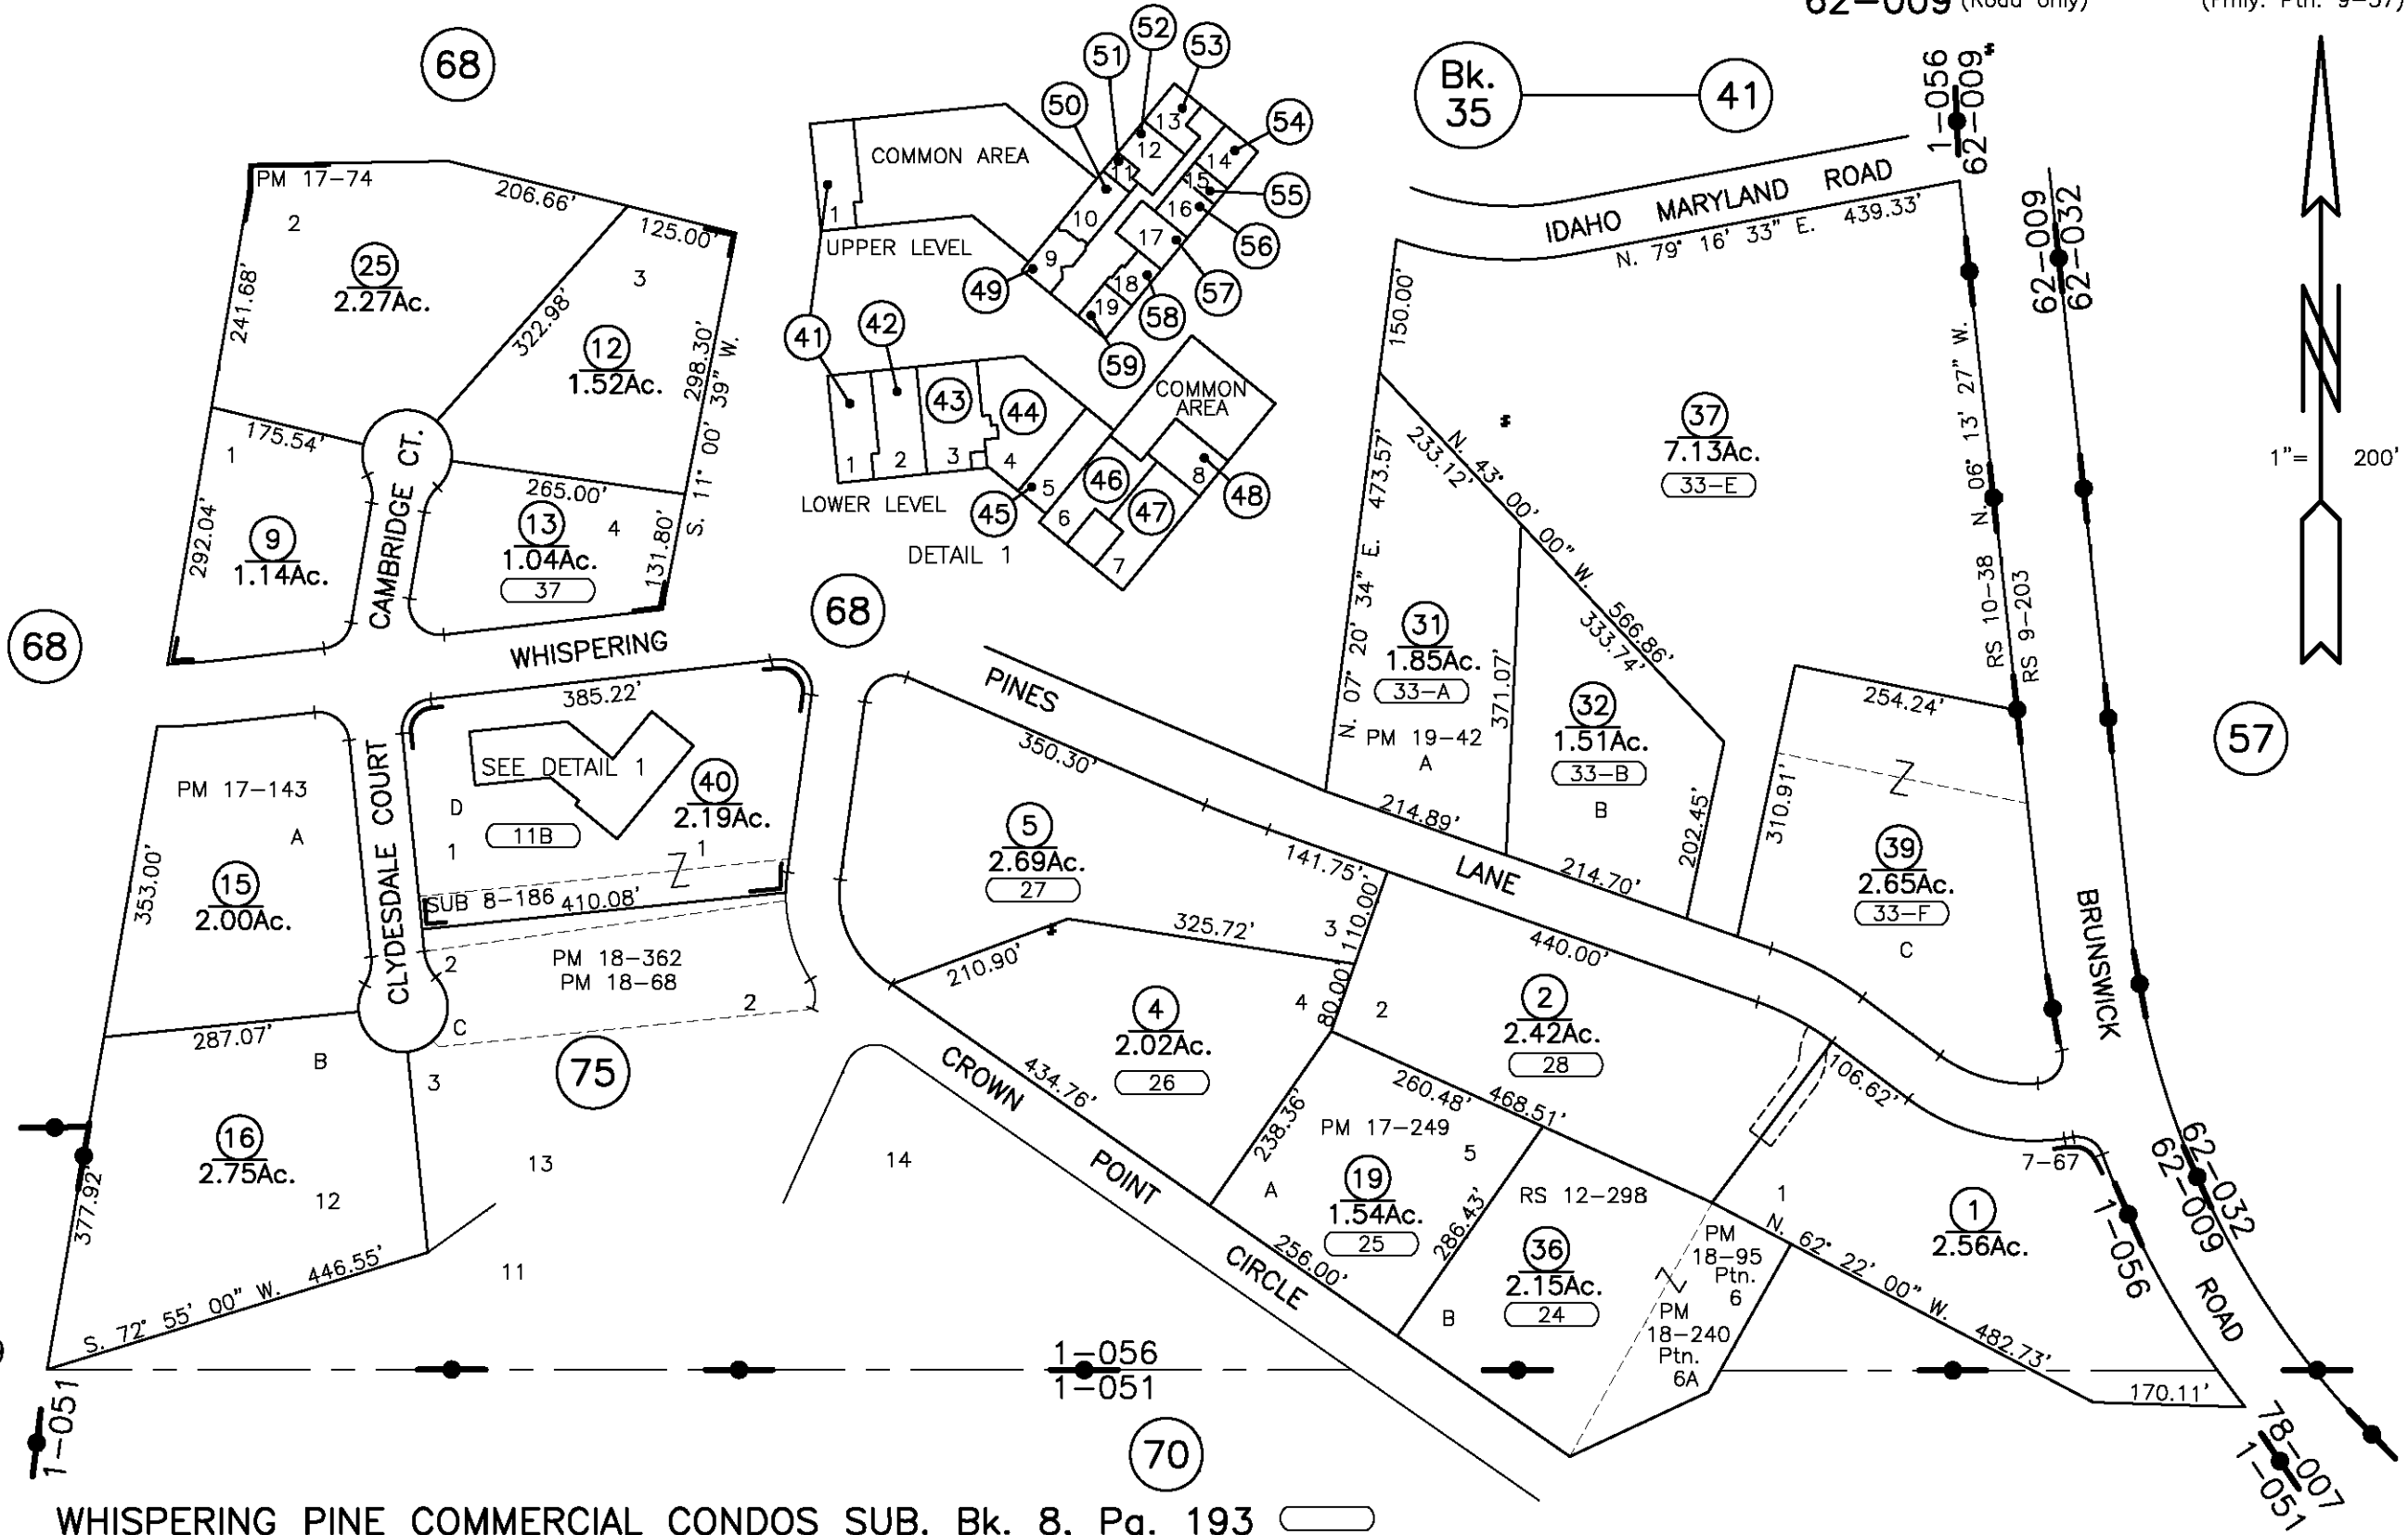 62-009 (Road only)
(Fmly. Ptn. 9-37)
68
52
53
51
50
54
55
56
57
58
59
49
13
12
11
14
15
16
10
17
9
18
19
COMMON AREA
1
UPPER LEVEL
41
42
43
44
COMMON
AREA
1
2
3
4
5
6
7
8
45
46
47
48
LOWER LEVEL
DETAIL 1
Bk.
35
41
1-056
62-009*
62-009
62-032
IDAHO MARYLAND ROAD
N. 79° 16' 33" E. 439.33'
1"= 200'
PM 17-74
2
206.66'
125.00'
25
2.27Ac.
241.68'
322.98'
3
12
1.52Ac.
298.30'
S. 11° 00' 39" W.
175.54'
1
CAMBRIDGE CT.
265.00'
292.04'
9
1.14Ac.
13
4
1.04Ac.
37
131.80'
150.00'
N. 07° 20' 34" E. 473.57'
N. 43° 00' 00" W. 566.86'
233.12'
333.74'
37
7.13Ac.
33-E
N. 06° 13' 27" W.
RS 10-38
RS 9-203
68
68
WHISPERING
PINES
LANE
31
1.85Ac.
33-A
PM 19-42
A
371.07'
32
1.51Ac.
33-B
B
202.45'
254.24'
310.91'
39
2.65Ac.
33-F
C
57
385.22'
SEE DETAIL 1
D
40
2.19Ac.
11B
1
1
SUB 8-186
410.08'
PM 17-143
A
353.00'
15
2.00Ac.
CLYDESDALE COURT
2
PM 18-362
PM 18-68
2
C
287.07'
B
3
75
16
2.75Ac.
377.92'
12
13
14
11
S. 72° 55' 00" W. 446.55'
350.30'
214.89'
214.70'
5
2.69Ac.
27
141.75'
110.00'
3
325.72'
210.90'
440.00'
4
2.02Ac.
26
4
80.00'
2
2
2.42Ac.
28
434.76'
260.48'
468.51'
106.62'
238.36'
PM 17-249
5
A
19
1.54Ac.
25
286.43'
256.00'
RS 12-298
36
2.15Ac.
24
B
PM
18-95
Ptn.
6
PM
18-240
Ptn.
6A
1
1
2.56Ac.
N. 62° 22' 00" W. 482.73'
170.11'
7-67
CROWN POINT CIRCLE
BRUNSWICK ROAD
1-056
62-009
62-032
1-056
1-051
1-051
70
78-007
1-051
WHISPERING PINE COMMERCIAL CONDOS SUB. Bk. 8, Pg. 193